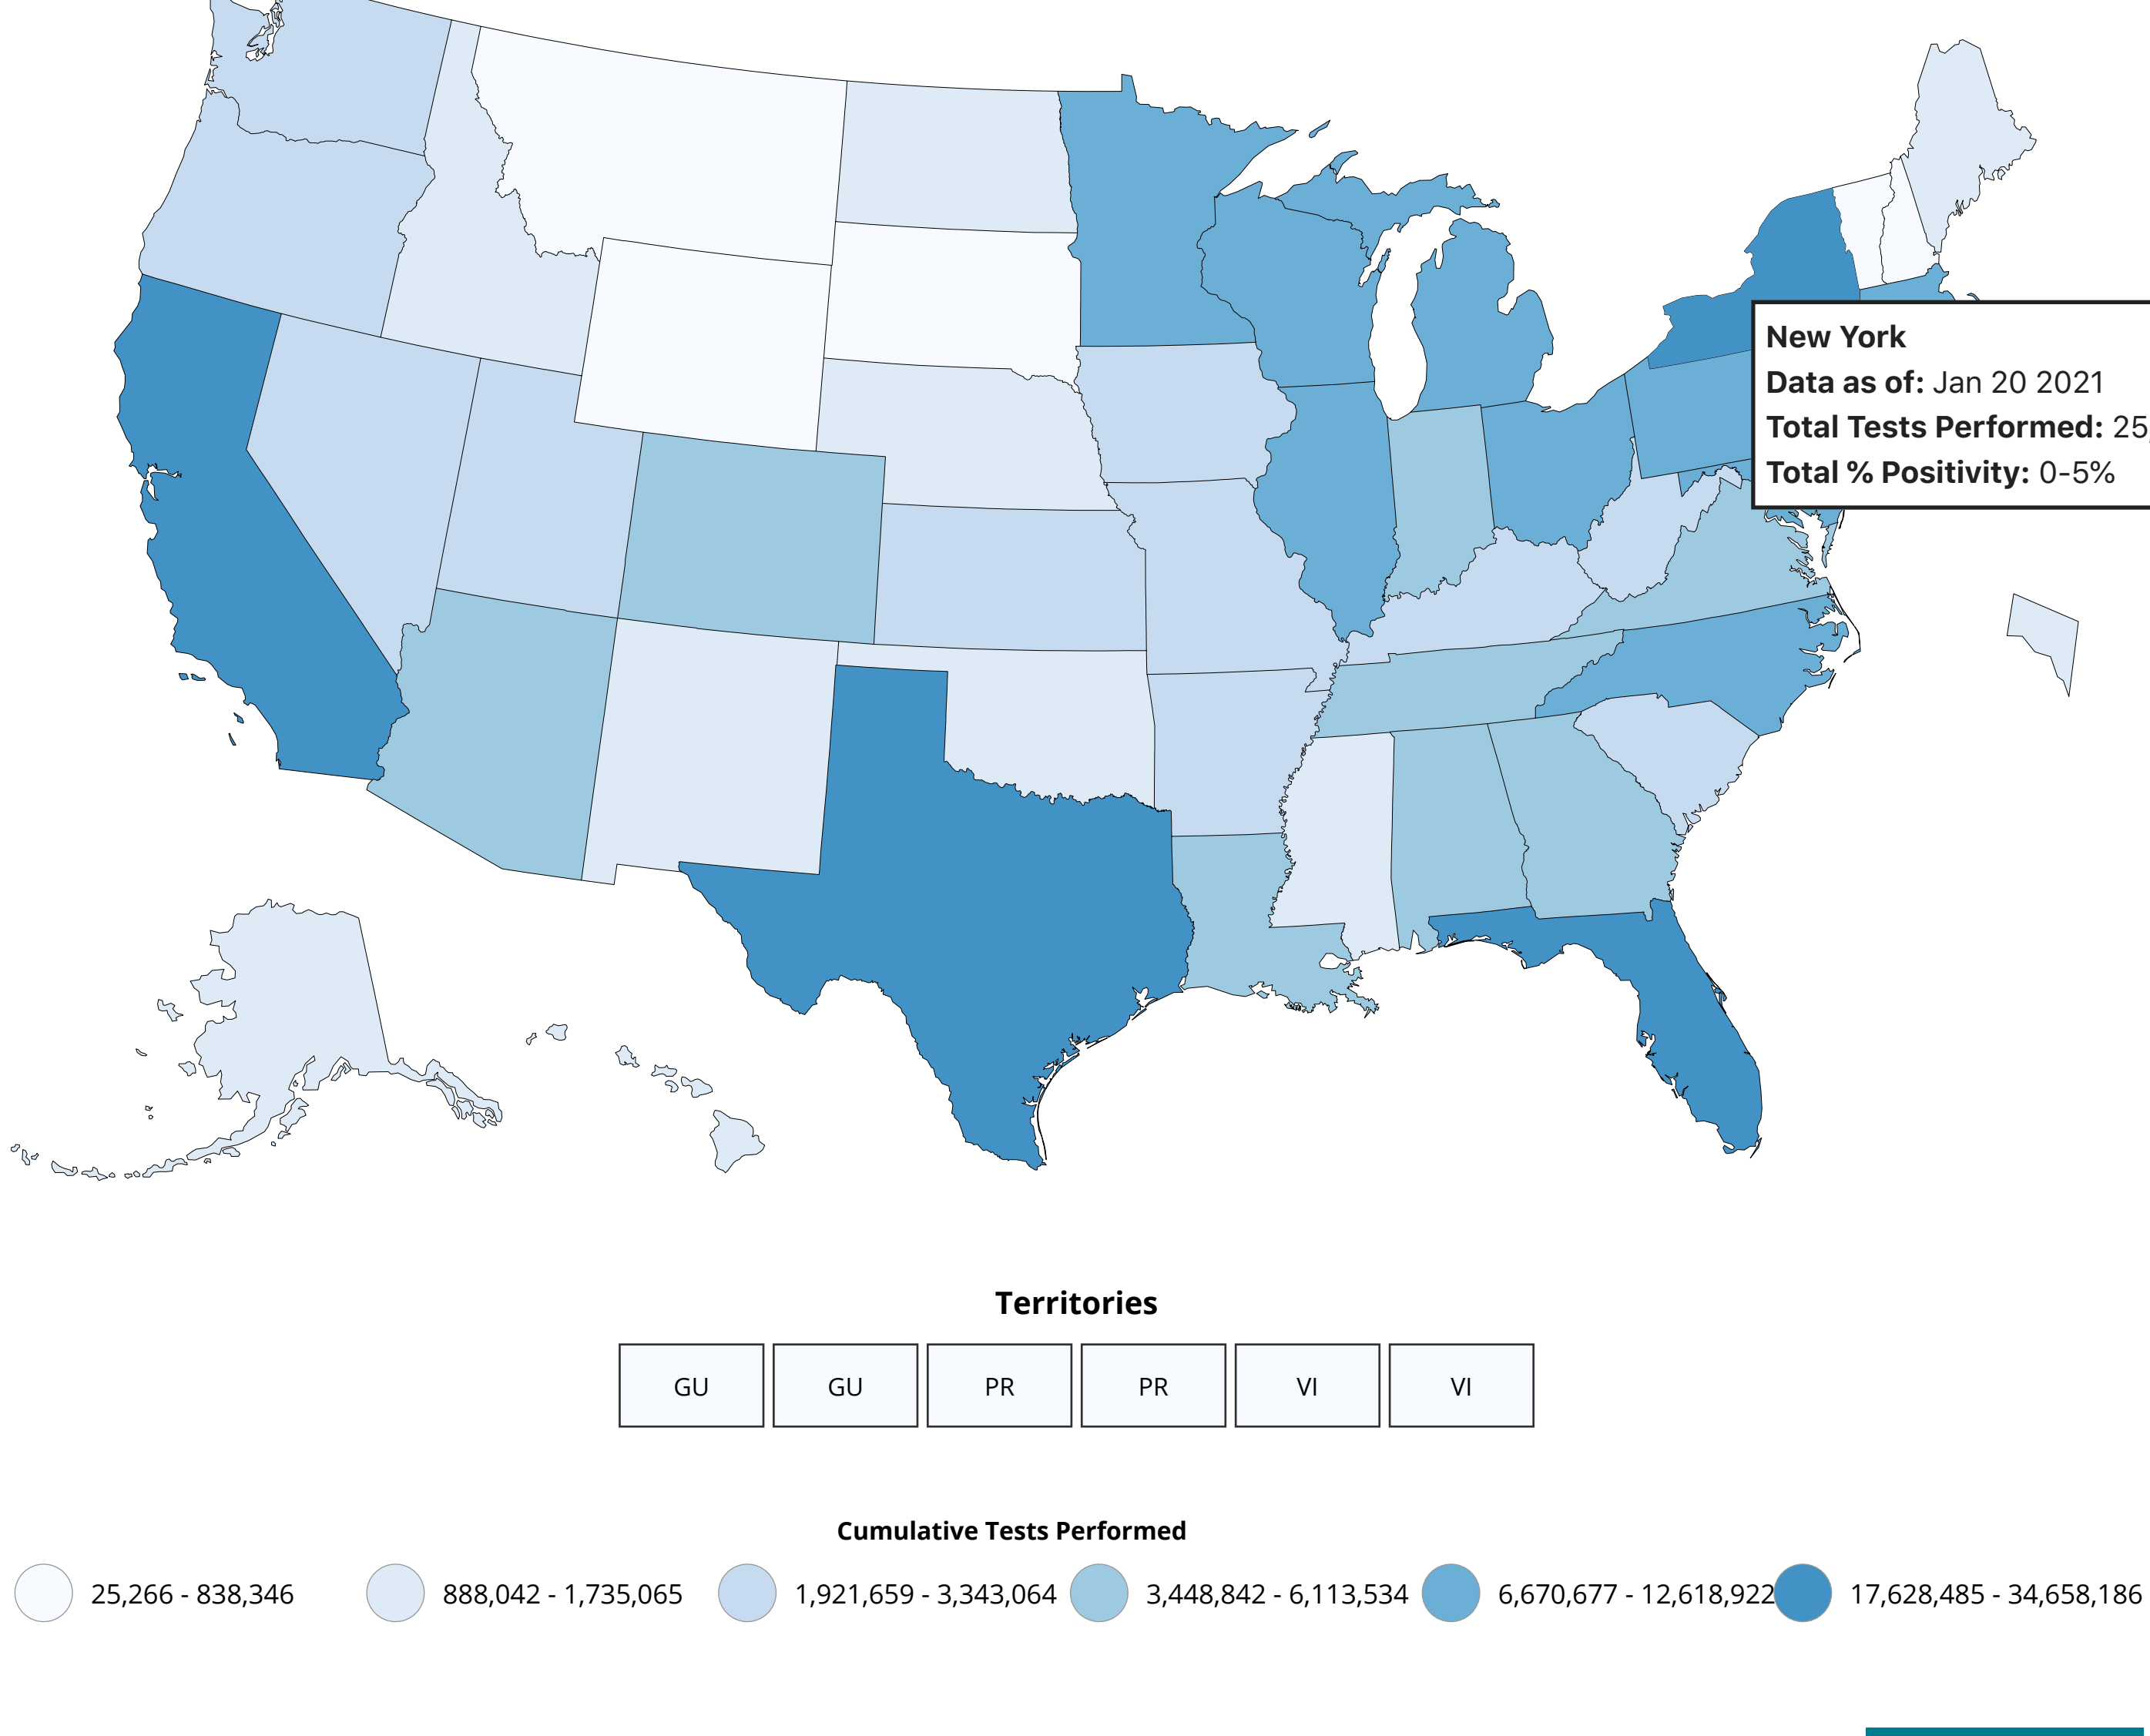 New York
Data as of: Jan 20 2021
Total Tests Performed: 25,
Total % Positivity: 0-5%
Territories
GU GU PR PR VI VI
Cumulative Tests Performed
25,266 - 838,346 888,042 - 1,735,065 1,921,659 - 3,343,064 3,448,842 - 6,113,534 6,670,677 - 12,618,922 17,628,485 - 34,658,186